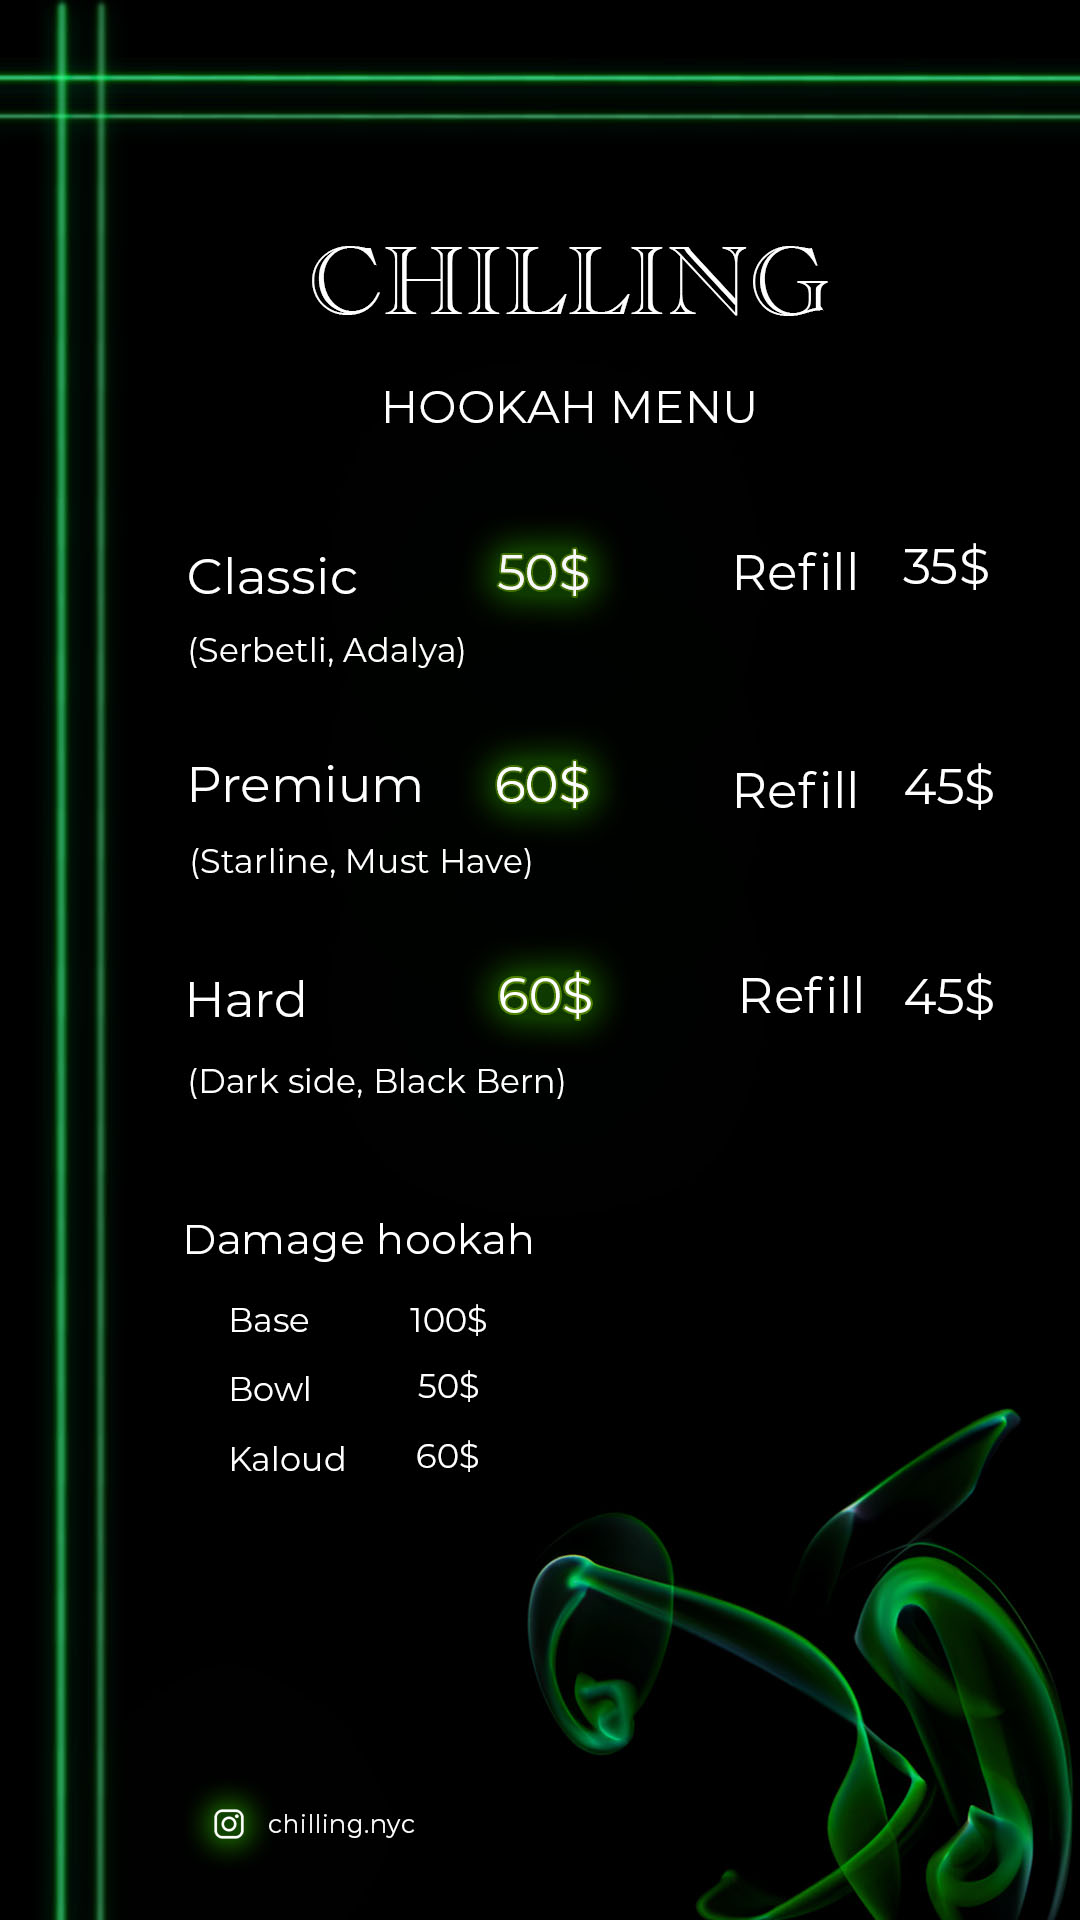 CHILLING
HOOKAH MENU
Classic 50$ Refill 35$
(Serbetli, Adalya)
Premium 60$ Refill 45$
(Starline, Must Have)
Hard 60$ Refill 45$
(Dark side, Black Bern)
Damage hookah
Base 100$
Bowl 50$
Kaloud 60$
chilling.nyc